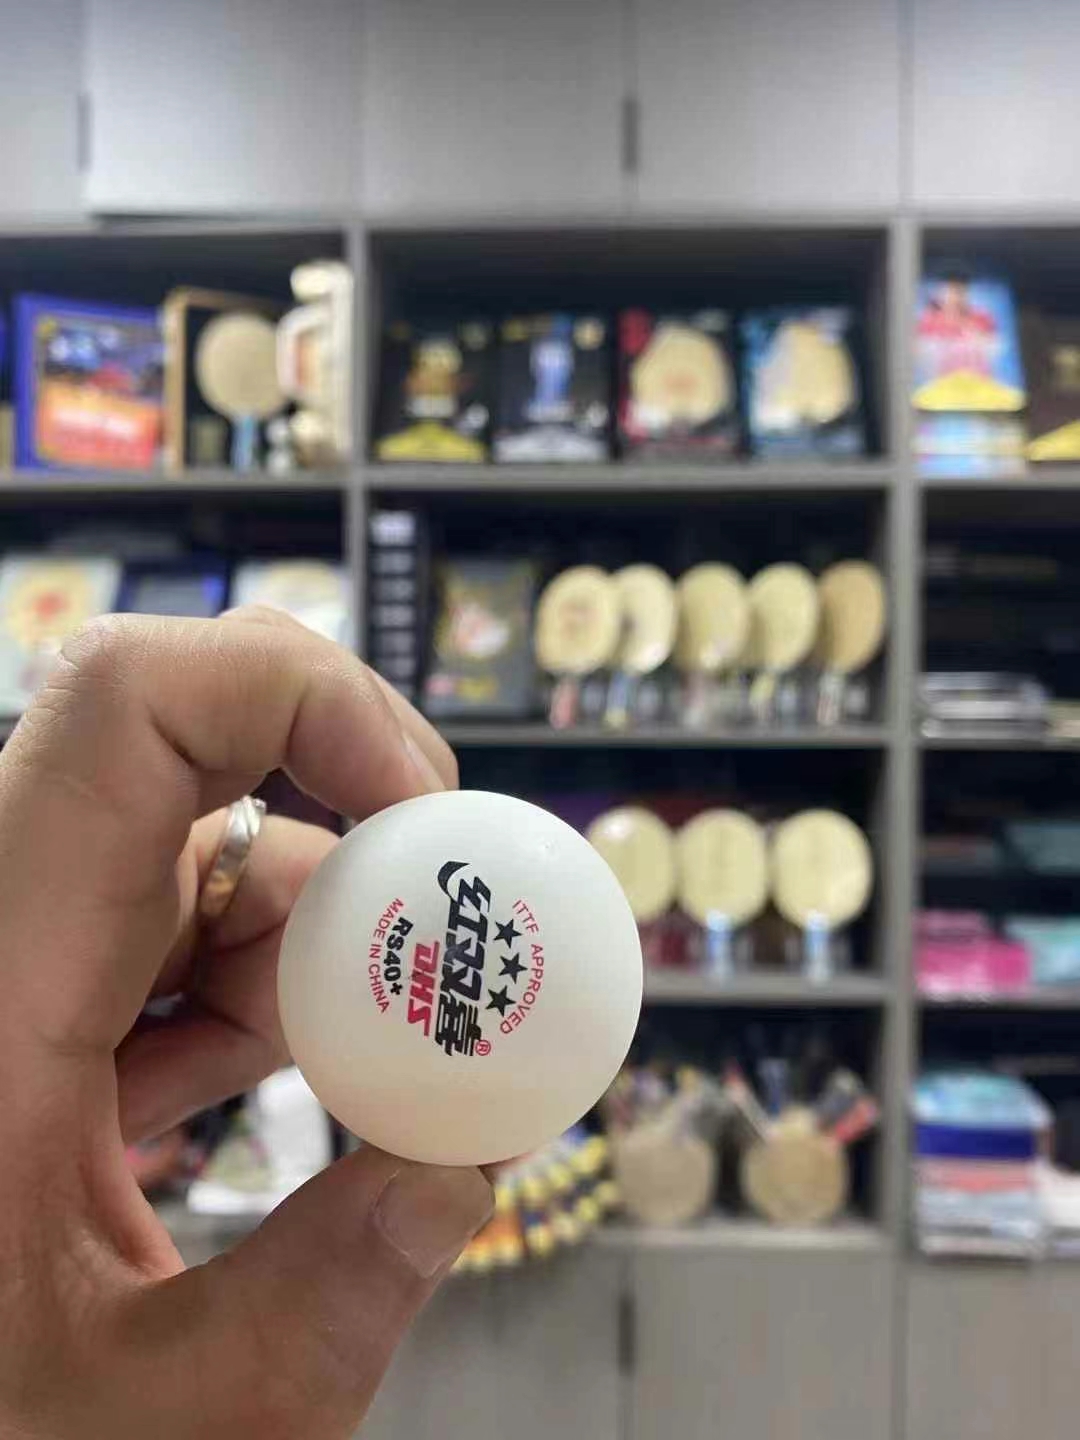 ITTF APPROVED
★★★
红双喜®
DHS
RS40+
MADE IN CHINA